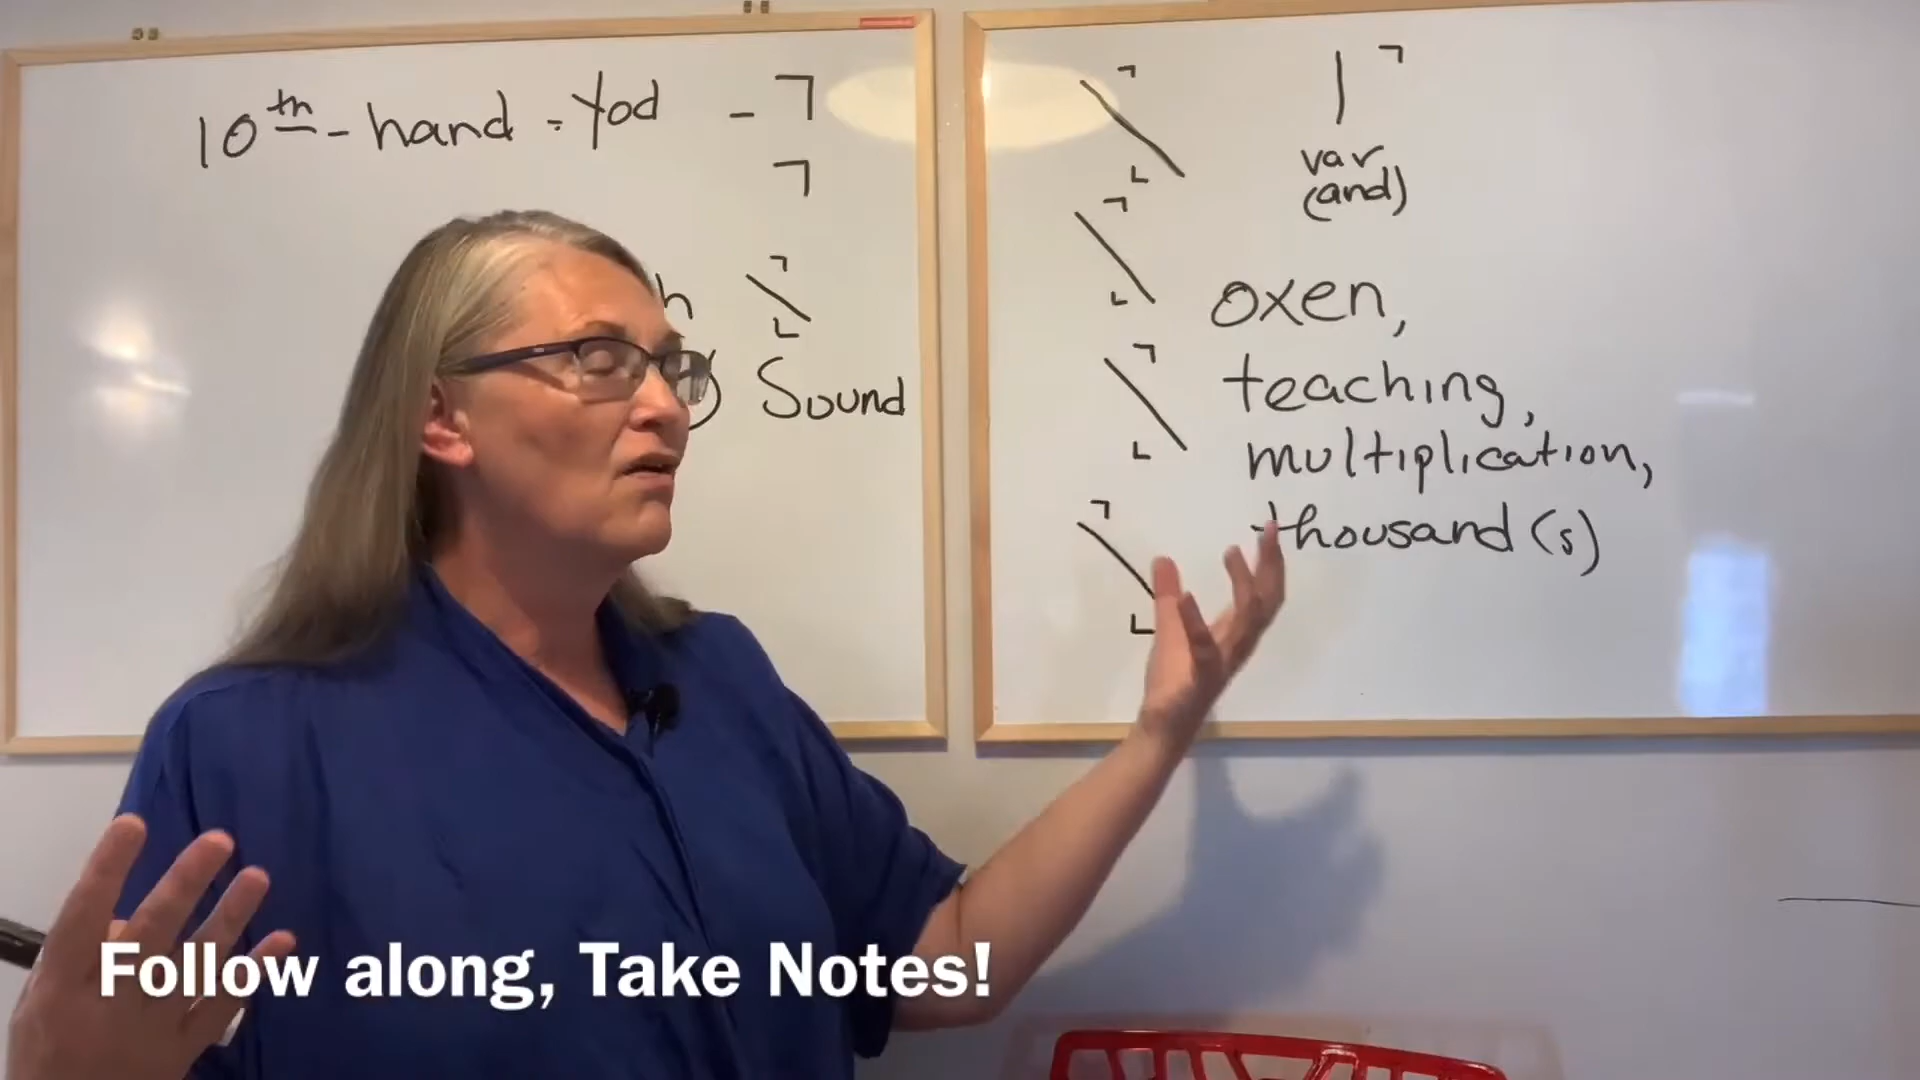 10th - hand = Yod - ㄱ
ㄱ
h
Sound
var
(and)
oxen,
teaching,
multiplication,
thousand(s)
Follow along, Take Notes!